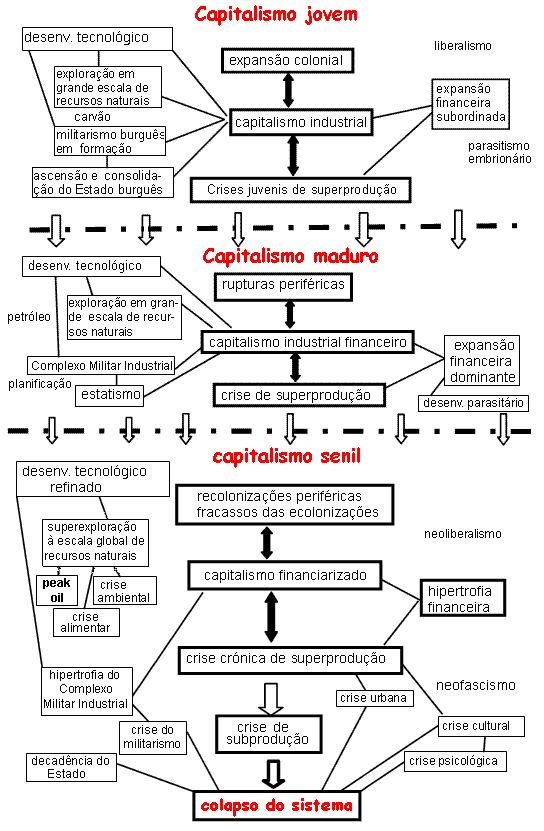 Capitalismo jovem
desenv. tecnológico
liberalismo
expansão colonial
exploração em
grande escala de
recursos naturais
expansão
financeira
subordinada
carvão
capitalismo industrial
militarismo burguês
em formação
parasitismo
embrionário
ascensão e consolida-
ção do Estado burguês
Crises juvenis de superprodução
Capitalismo maduro
desenv. tecnológico
rupturas periféricas
exploração em gran-
de escala de recur-
sos naturais
petróleo
capitalismo industrial financeiro
expansão
financeira
dominante
Complexo Militar Industrial
planificação
estatismo
crise de superprodução
desenv. parasitário
capitalismo senil
desenv. tecnológico
refinado
recolonizações periféricas
fracassos das ecolonizações
superexploração
à escala global de
recursos naturais
neoliberalismo
peak
oil
crise
ambiental
capitalismo financiarizado
hipertrofia
financeira
crise
alimentar
crise crónica de superprodução
hipertrofia do
Complexo
Militar Industrial
neofascismo
crise urbana
crise do
militarismo
crise de
subprodução
crise cultural
decadência do
Estado
crise psicológica
colapso do sistema